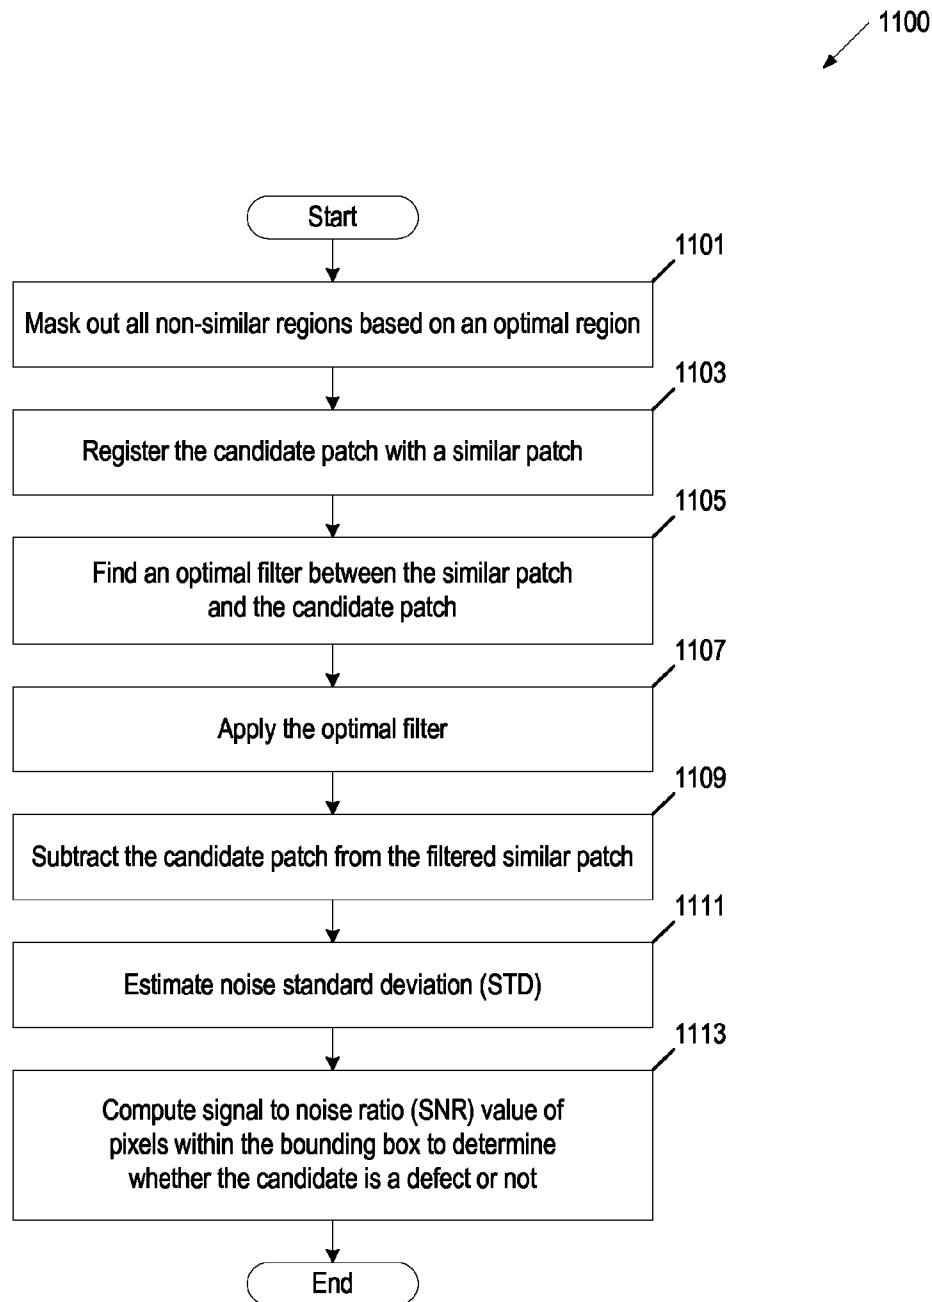 1100
Start
1101
Mask out all non-similar regions based on an optimal region
1103
Register the candidate patch with a similar patch
1105
Find an optimal filter between the similar patch
and the candidate patch
1107
Apply the optimal filter
1109
Subtract the candidate patch from the filtered similar patch
1111
Estimate noise standard deviation (STD)
1113
Compute signal to noise ratio (SNR) value of
pixels within the bounding box to determine
whether the candidate is a defect or not
End